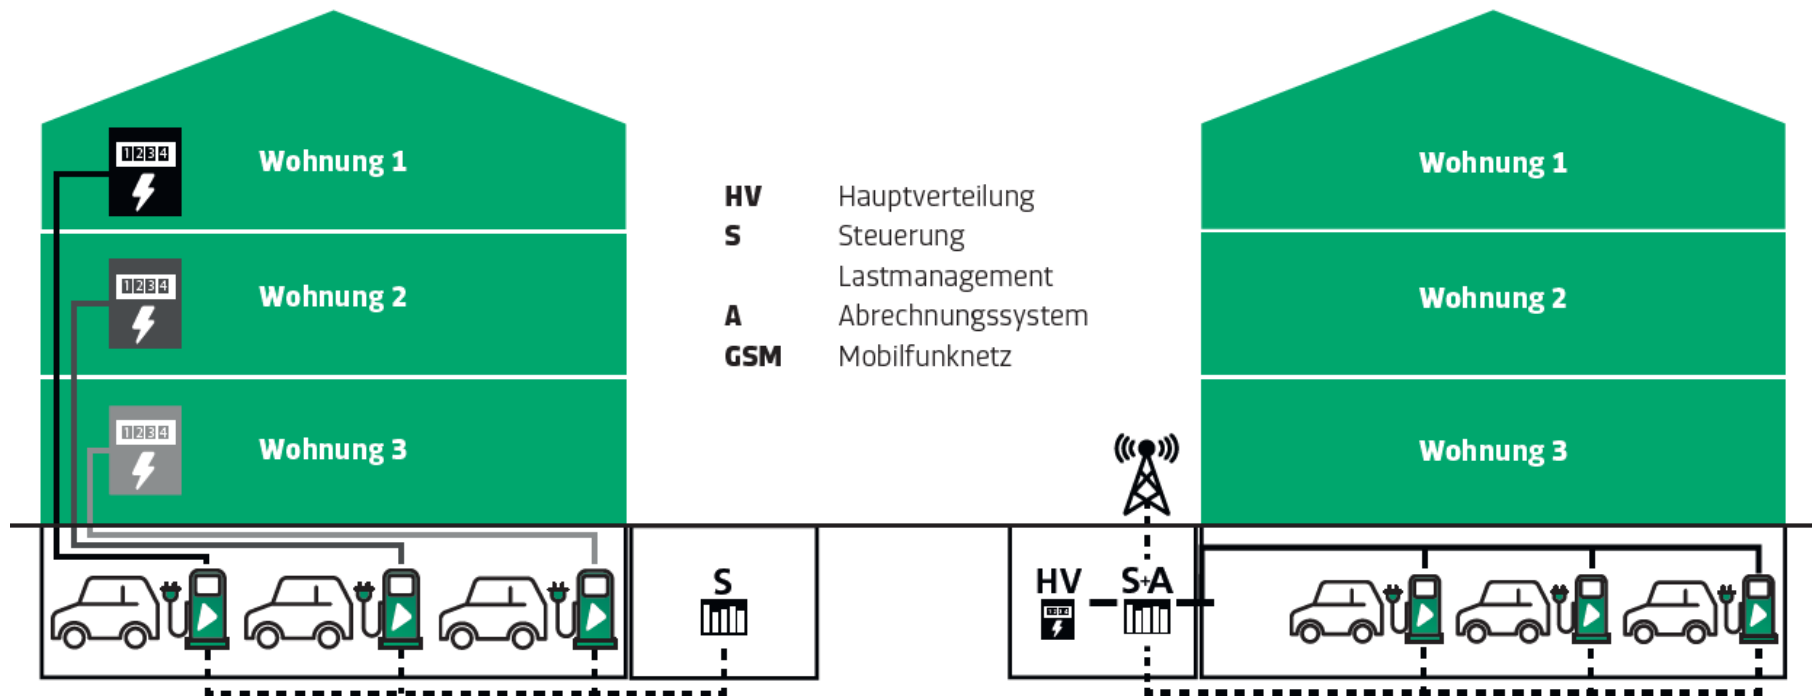 1234
Wohnung 1
1234
Wohnung 2
1234
Wohnung 3
S
HV Hauptverteilung
S Steuerung
Lastmanagement
A Abrechnungssystem
GSM Mobilfunknetz
Wohnung 1
Wohnung 2
Wohnung 3
HV
S+A